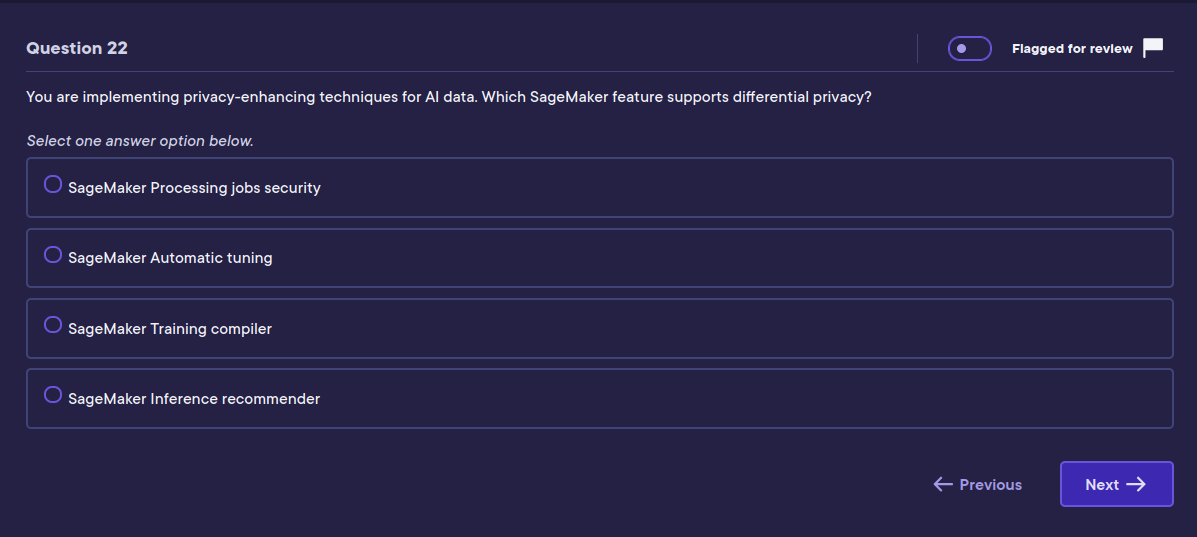 Question 22
Flagged for review
You are implementing privacy-enhancing techniques for AI data. Which SageMaker feature supports differential privacy?
Select one answer option below.
SageMaker Processing jobs security
SageMaker Automatic tuning
SageMaker Training compiler
SageMaker Inference recommender
Previous
Next